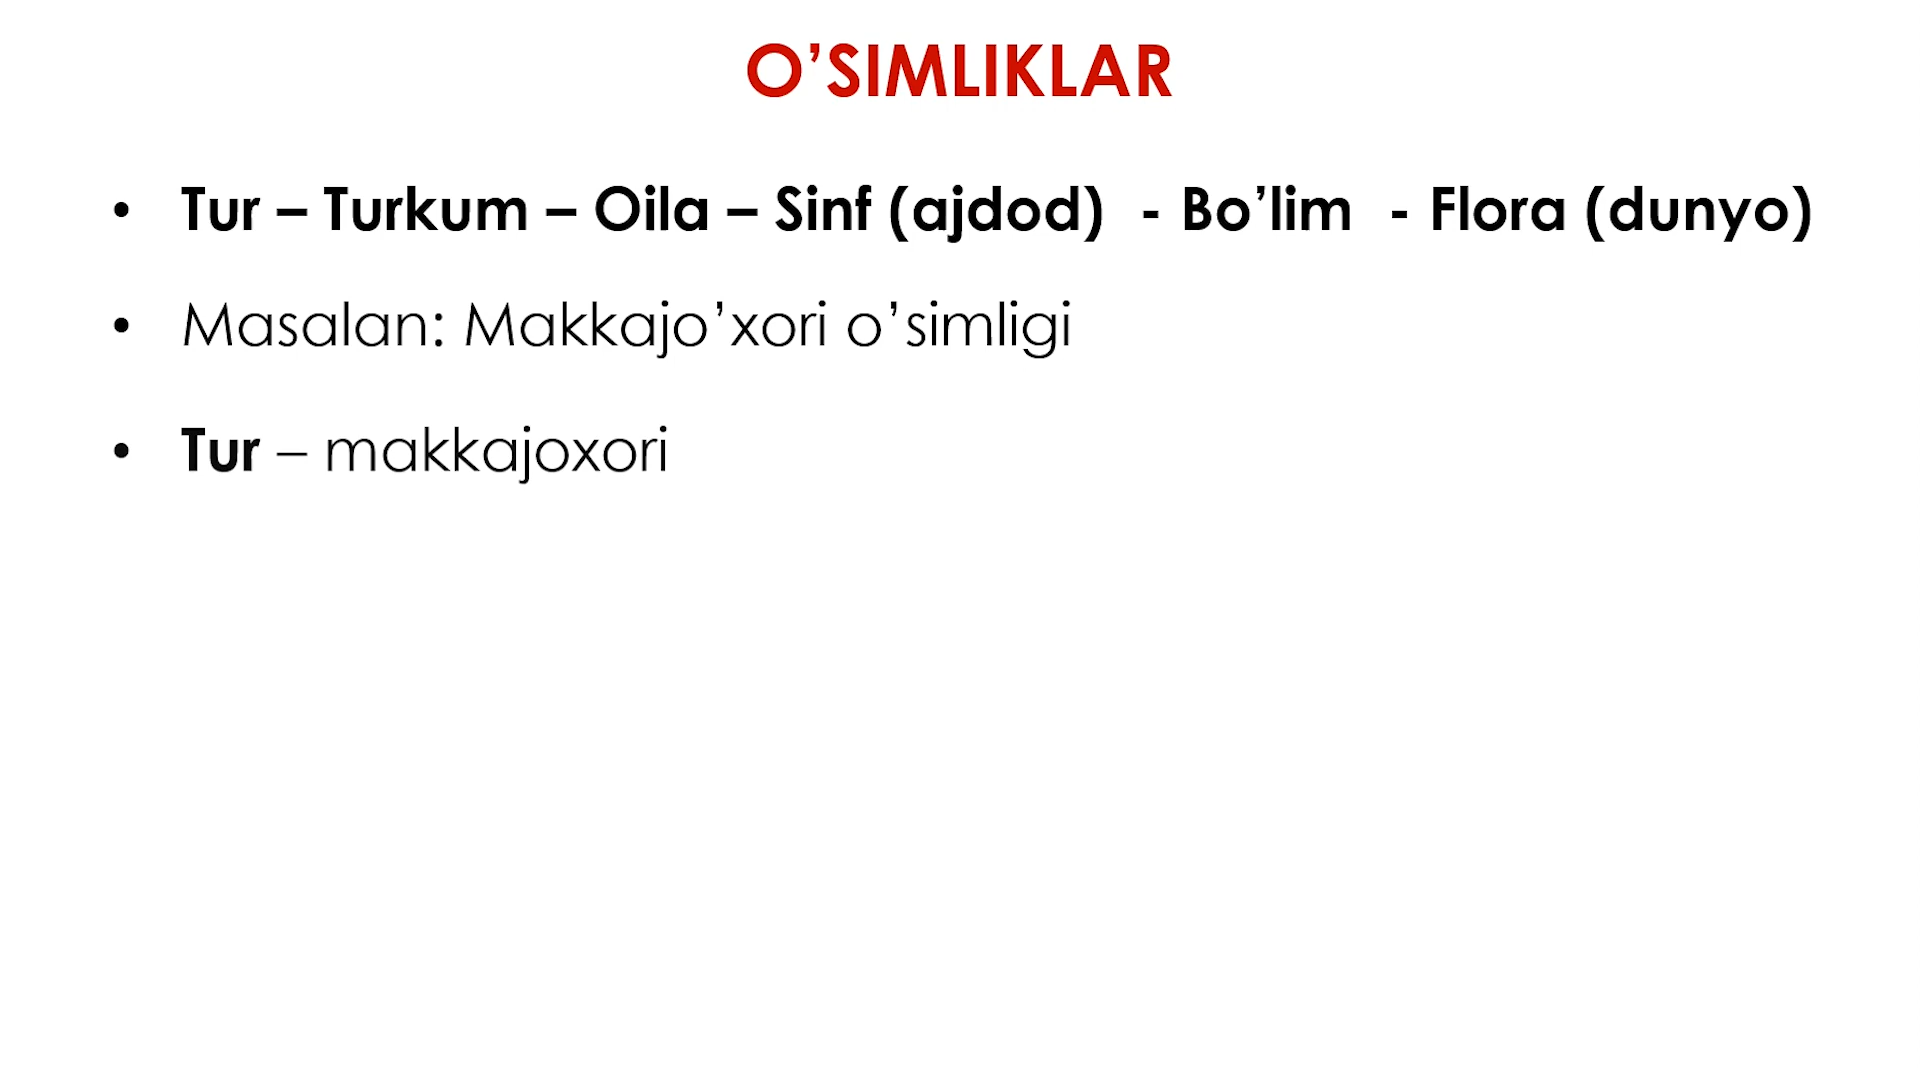 O’SIMLIKLAR
• Tur – Turkum – Oila – Sinf (ajdod) - Bo’lim - Flora (dunyo)
• Masalan: Makkajo’xori o’simligi
• Tur – makkajoxori